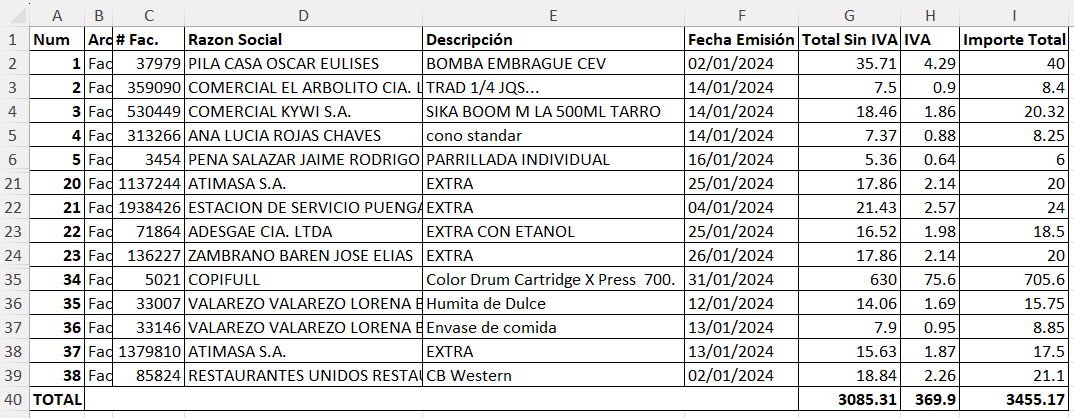 A B C D E F G H I
1 Num Arc # Fac. Razon Social Descripción Fecha Emisión Total Sin IVA IVA Importe Total
2 1 Fac 37979 PILA CASA OSCAR EULISES BOMBA EMBRAGUE CEV 02/01/2024 35.71 4.29 40
3 2 Fac 359090 COMERCIAL EL ARBOLITO CIA. L TRAD 1/4 JQS... 14/01/2024 7.5 0.9 8.4
4 3 Fac 530449 COMERCIAL KYWI S.A. SIKA BOOM M LA 500ML TARRO 14/01/2024 18.46 1.86 20.32
5 4 Fac 313266 ANA LUCIA ROJAS CHAVES cono standar 14/01/2024 7.37 0.88 8.25
6 5 Fac 3454 PENA SALAZAR JAIME RODRIGO PARRILLADA INDIVIDUAL 16/01/2024 5.36 0.64 6
21 20 Fac 1137244 ATIMASA S.A. EXTRA 25/01/2024 17.86 2.14 20
22 21 Fac 1938426 ESTACION DE SERVICIO PUENGA EXTRA 04/01/2024 21.43 2.57 24
23 22 Fac 71864 ADESGAE CIA. LTDA EXTRA CON ETANOL 25/01/2024 16.52 1.98 18.5
24 23 Fac 136227 ZAMBRANO BAREN JOSE ELIAS EXTRA 26/01/2024 17.86 2.14 20
35 34 Fac 5021 COPIFULL Color Drum Cartridge X Press 700. 31/01/2024 630 75.6 705.6
36 35 Fac 33007 VALAREZO VALAREZO LORENA B Humita de Dulce 12/01/2024 14.06 1.69 15.75
37 36 Fac 33146 VALAREZO VALAREZO LORENA B Envase de comida 13/01/2024 7.9 0.95 8.85
38 37 Fac 1379810 ATIMASA S.A. EXTRA 13/01/2024 15.63 1.87 17.5
39 38 Fac 85824 RESTAURANTES UNIDOS RESTAU CB Western 02/01/2024 18.84 2.26 21.1
40 TOTAL 3085.31 369.9 3455.17